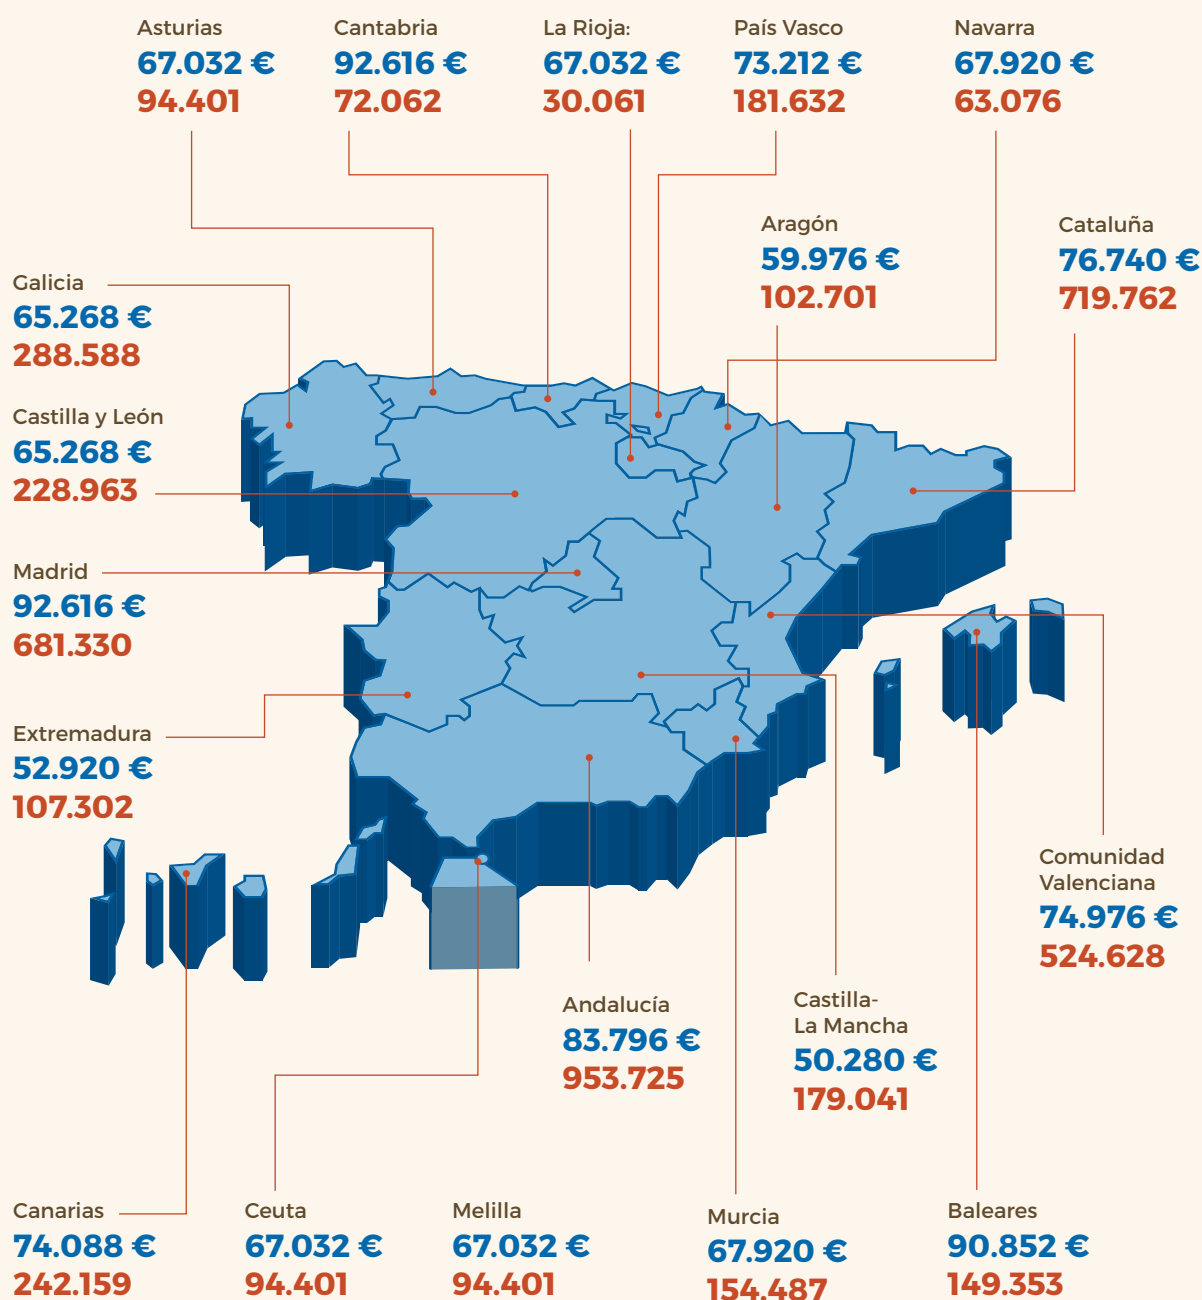 Asturias
67.032 €
94.401
Cantabria
92.616 €
72.062
La Rioja:
67.032 €
30.061
País Vasco
73.212 €
181.632
Navarra
67.920 €
63.076
Aragón
59.976 €
102.701
Cataluña
76.740 €
719.762
Galicia
65.268 €
288.588
Castilla y León
65.268 €
228.963
Madrid
92.616 €
681.330
Extremadura
52.920 €
107.302
Comunidad
Valenciana
74.976 €
524.628
Andalucía
83.796 €
953.725
Castilla-
La Mancha
50.280 €
179.041
Canarias
74.088 €
242.159
Ceuta
67.032 €
94.401
Melilla
67.032 €
94.401
Murcia
67.920 €
154.487
Baleares
90.852 €
149.353